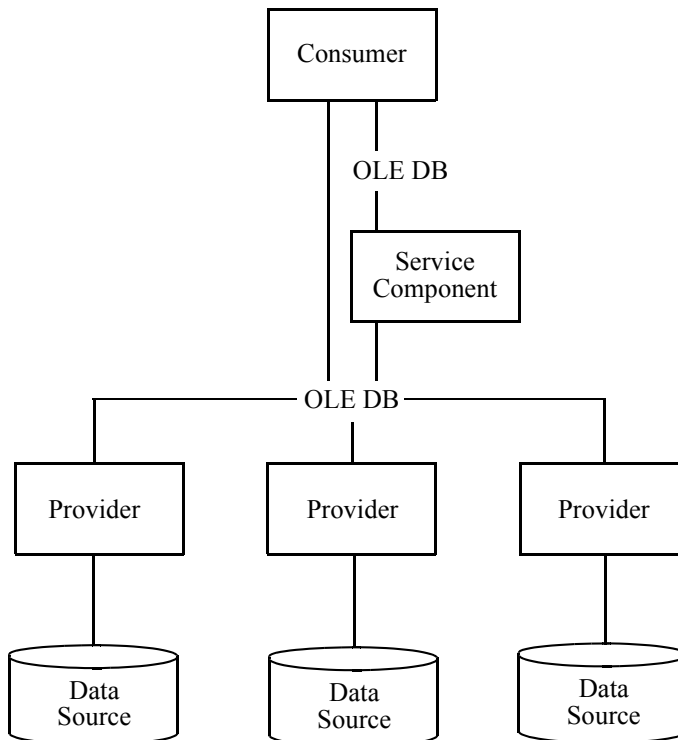 Consumer
OLE DB
Service
Component
OLE DB
Provider
Provider
Provider
Data
Source
Data
Source
Data
Source